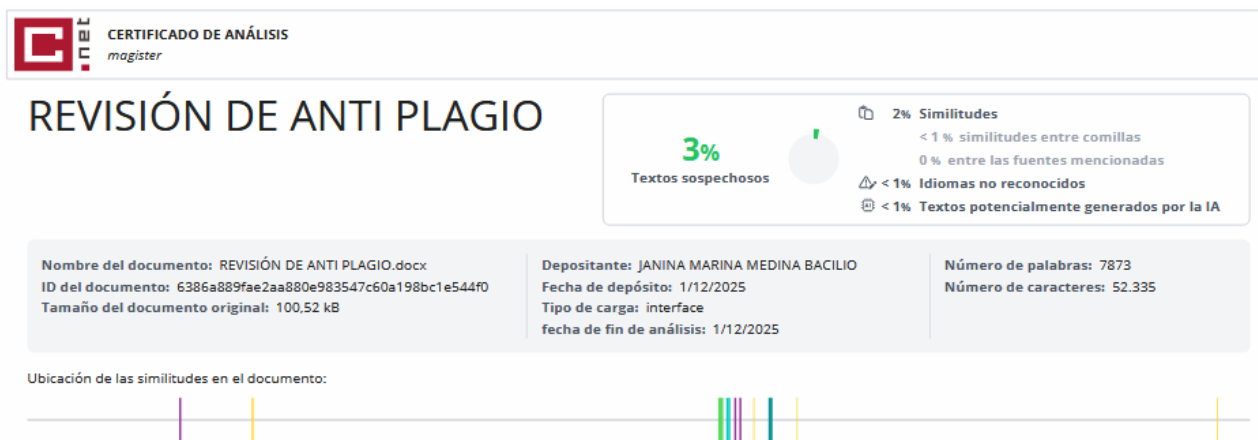 C.net
CERTIFICADO DE ANÁLISIS
magister
REVISIÓN DE ANTI PLAGIO
3%
Textos sospechosos
2% Similitudes
< 1 % similitudes entre comillas
0 % entre las fuentes mencionadas
< 1% Idiomas no reconocidos
< 1% Textos potencialmente generados por la IA
Nombre del documento: REVISIÓN DE ANTI PLAGIO.docx
ID del documento: 6386a889fae2aa880e983547c60a198bc1e544f0
Tamaño del documento original: 100,52 kB
Depositante: JANINA MARINA MEDINA BACILIO
Fecha de depósito: 1/12/2025
Tipo de carga: interface
fecha de fin de análisis: 1/12/2025
Número de palabras: 7873
Número de caracteres: 52.335
Ubicación de las similitudes en el documento: